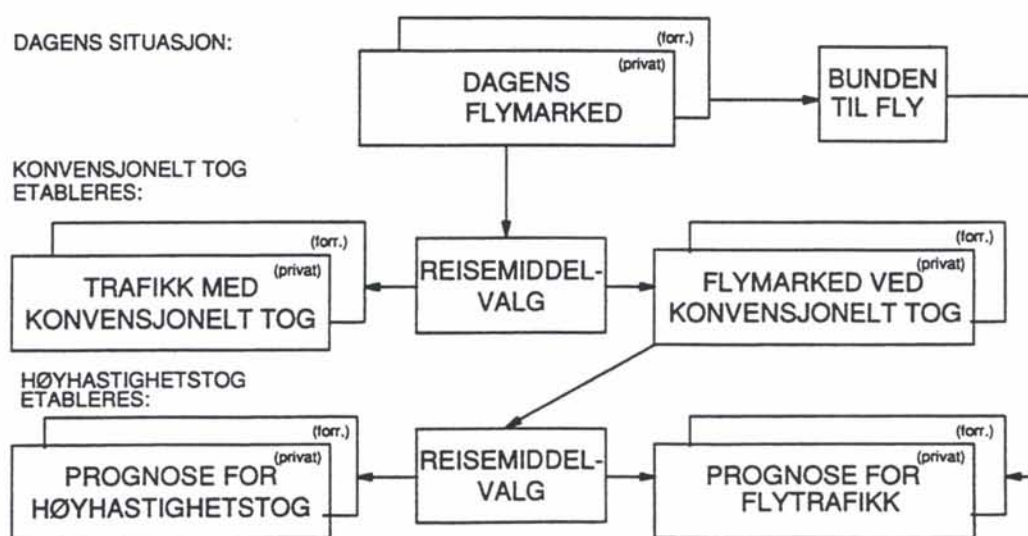 DAGENS SITUASJON:
(forr.)
(privat)
DAGENS
FLYMARKED
BUNDEN
TIL FLY
KONVENSJONELT TOG
ETABLERES:
(forr.)
(privat)
TRAFIKK MED
KONVENSJONELT TOG
REISEMIDDEL-
VALG
(forr.)
(privat)
FLYMARKED VED
KONVENSJONELT TOG
HØYHASTIGHETSTOG
ETABLERES:
(forr.)
(privat)
PROGNOSE FOR
HØYHASTIGHETSTOG
REISEMIDDEL-
VALG
(forr.)
(privat)
PROGNOSE FOR
FLYTRAFIKK